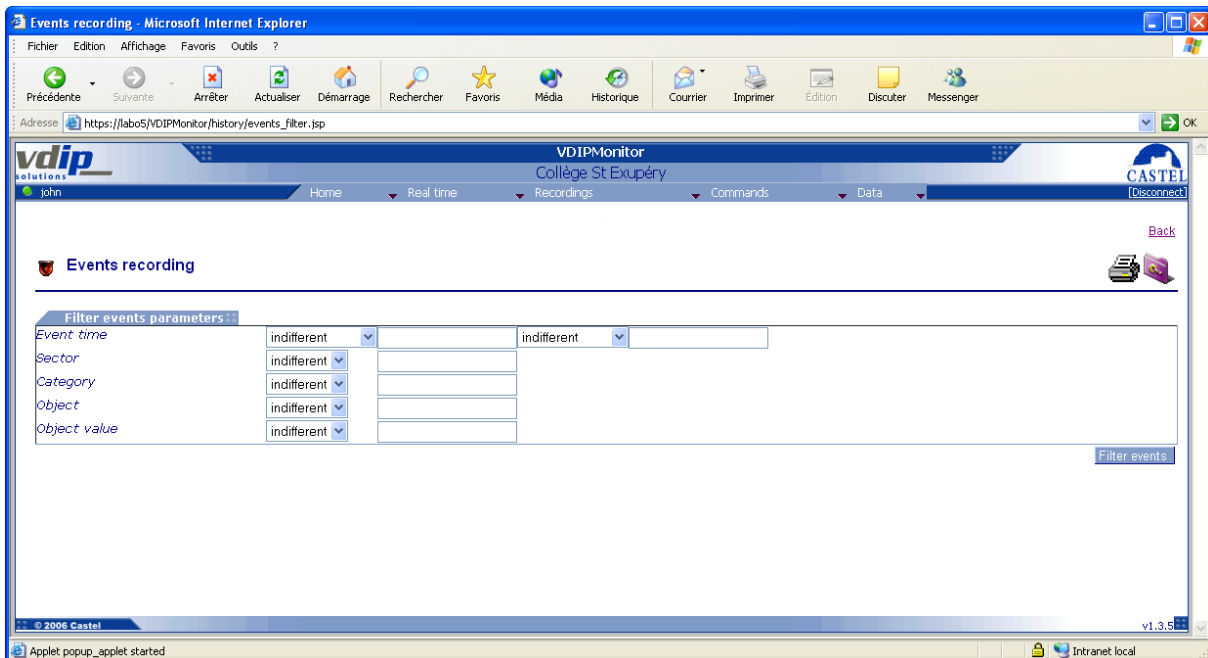 Events recording - Microsoft Internet Explorer
Fichier Edition Affichage Favoris Outils ?
Précédente Suivante Arrêter Actualiser Démarrage Rechercher Favoris Média Historique Courrier Imprimer Édition Discuter Messenger
Adresse https://labo5/VDIPMonitor/history/events_filter.jsp OK
vdip solutions
VDIPMonitor
Collège St Exupéry
CASTEL
john Home Real time Recordings Commands Data [Disconnect]
Back
Events recording
Filter events parameters
Event time indifferent indifferent
Sector indifferent
Category indifferent
Object indifferent
Object value indifferent
Filter events
© 2006 Castel v1.3.5
Applet popup_applet started Intranet local